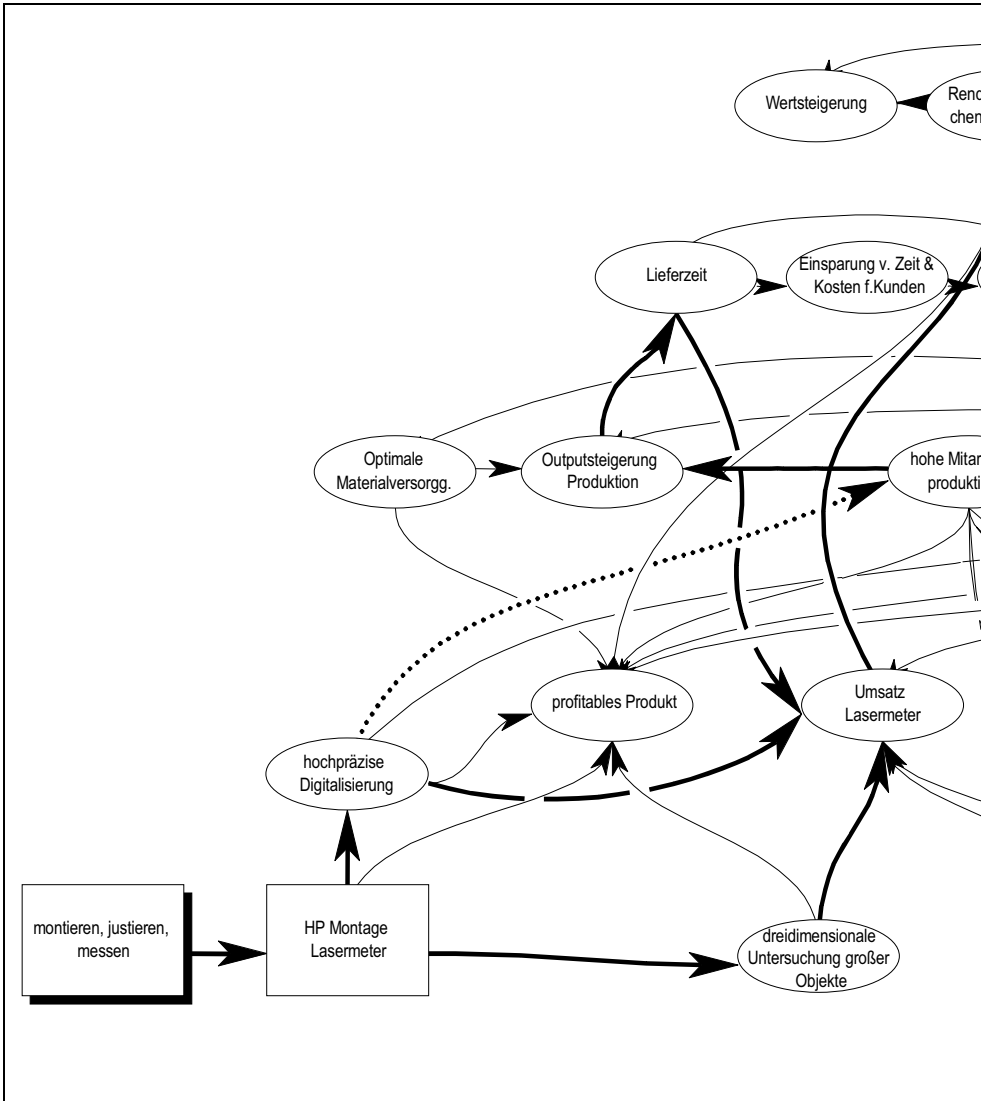 Wertsteigerung
Lieferzeit
Einsparung v. Zeit &
Kosten f.Kunden
Optimale
Materialversorgg.
Outputsteigerung
Produktion
hohe
profitables Produkt
Umsatz
Lasermeter
hochpräzise
Digitalisierung
montieren, justieren,
messen
HP Montage
Lasermeter
dreidimensionale
Untersuchung großer
Objekte